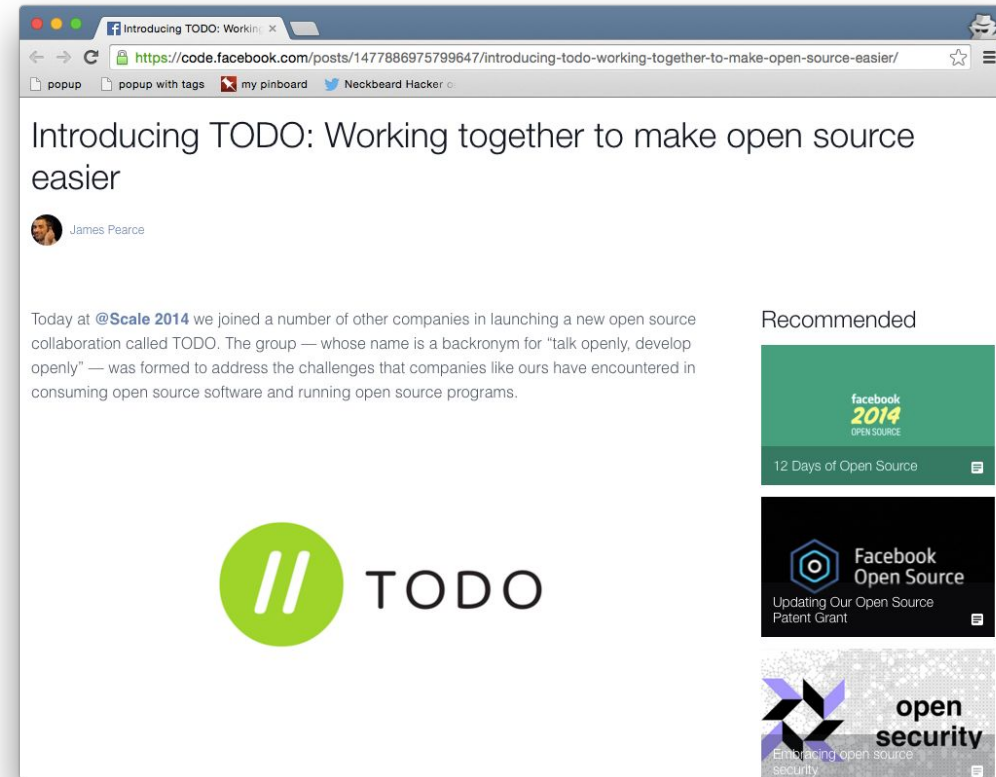 Introducing TODO: Working
https://code.facebook.com/posts/1477886975799647/introducing-todo-working-together-to-make-open-source-easier/
popup
popup with tags
my pinboard
Neckbeard Hacker
Introducing TODO: Working together to make open source
easier
James Pearce
Today at @Scale 2014 we joined a number of other companies in launching a new open source
collaboration called TODO. The group — whose name is a backronym for “talk openly, develop
openly” — was formed to address the challenges that companies like ours have encountered in
consuming open source software and running open source programs.
// TODO
Recommended
facebook
2014
OPEN SOURCE
12 Days of Open Source
Facebook
Open Source
Updating Our Open Source
Patent Grant
open
security
Embracing open source
security